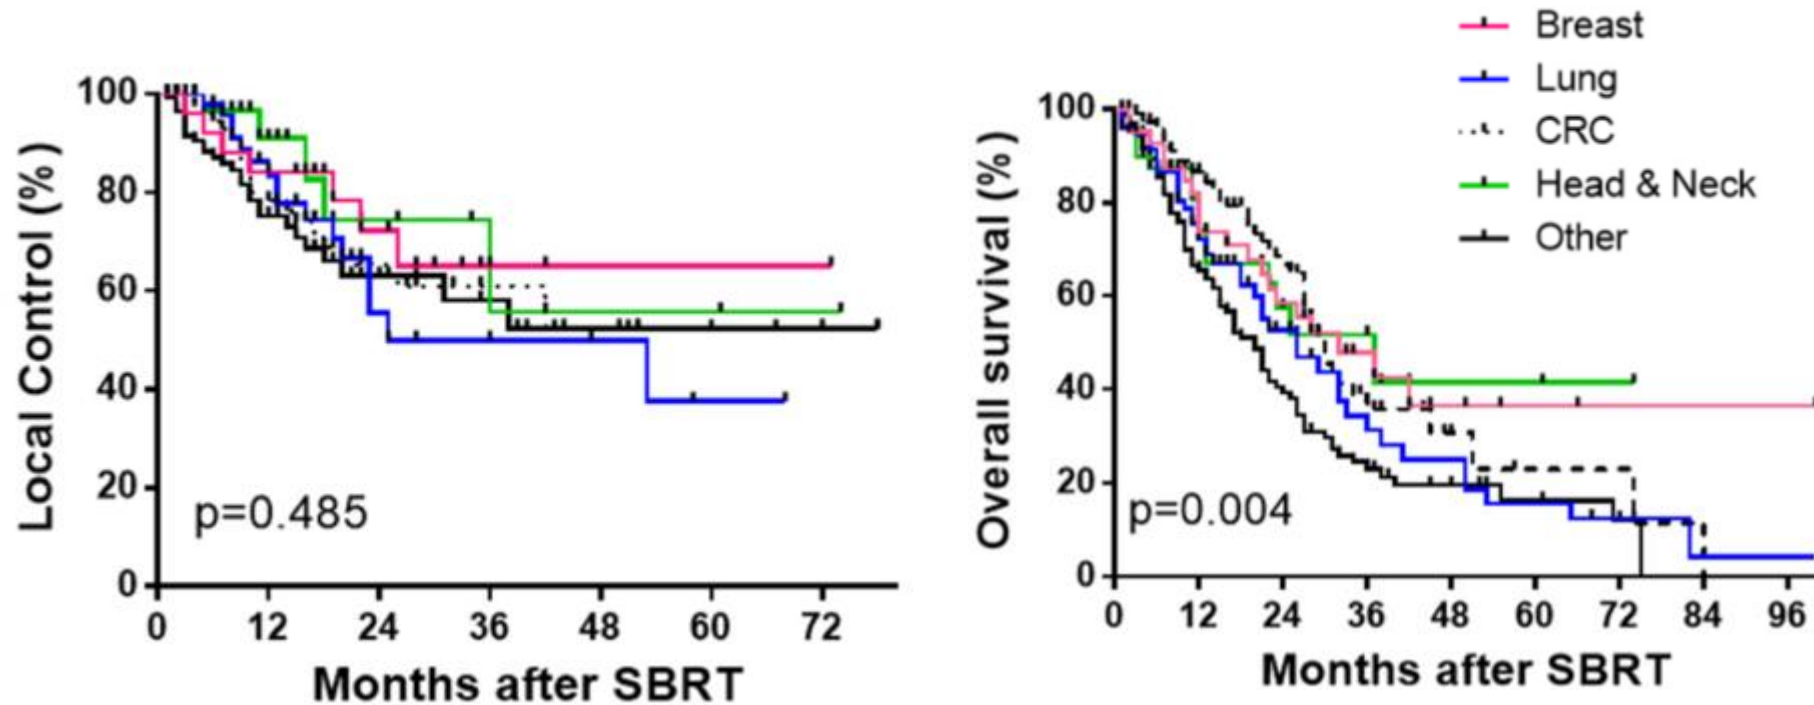 Local Control (%)
100
80
60
40
20
0
p=0.485
0 12 24 36 48 60 72
Months after SBRT
Overall survival (%)
100
80
60
40
20
0
p=0.004
0 12 24 36 48 60 72 84 96
Months after SBRT
Breast
Lung
CRC
Head & Neck
Other